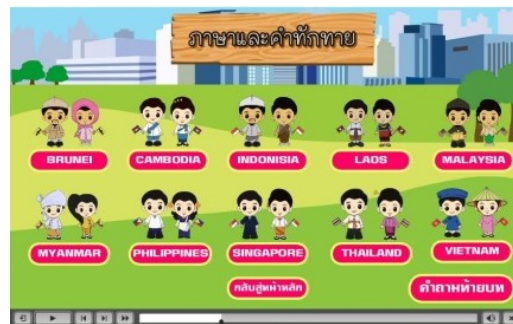 ภาษาและคำทักทาย
BRUNEI
CAMBODIA
INDONISIA
LAOS
MALAYSIA
MYANMAR
PHILIPPINES
SINGAPORE
THAILAND
VIETNAM
กลับสู่หน้าหลัก
คำถามท้ายบท